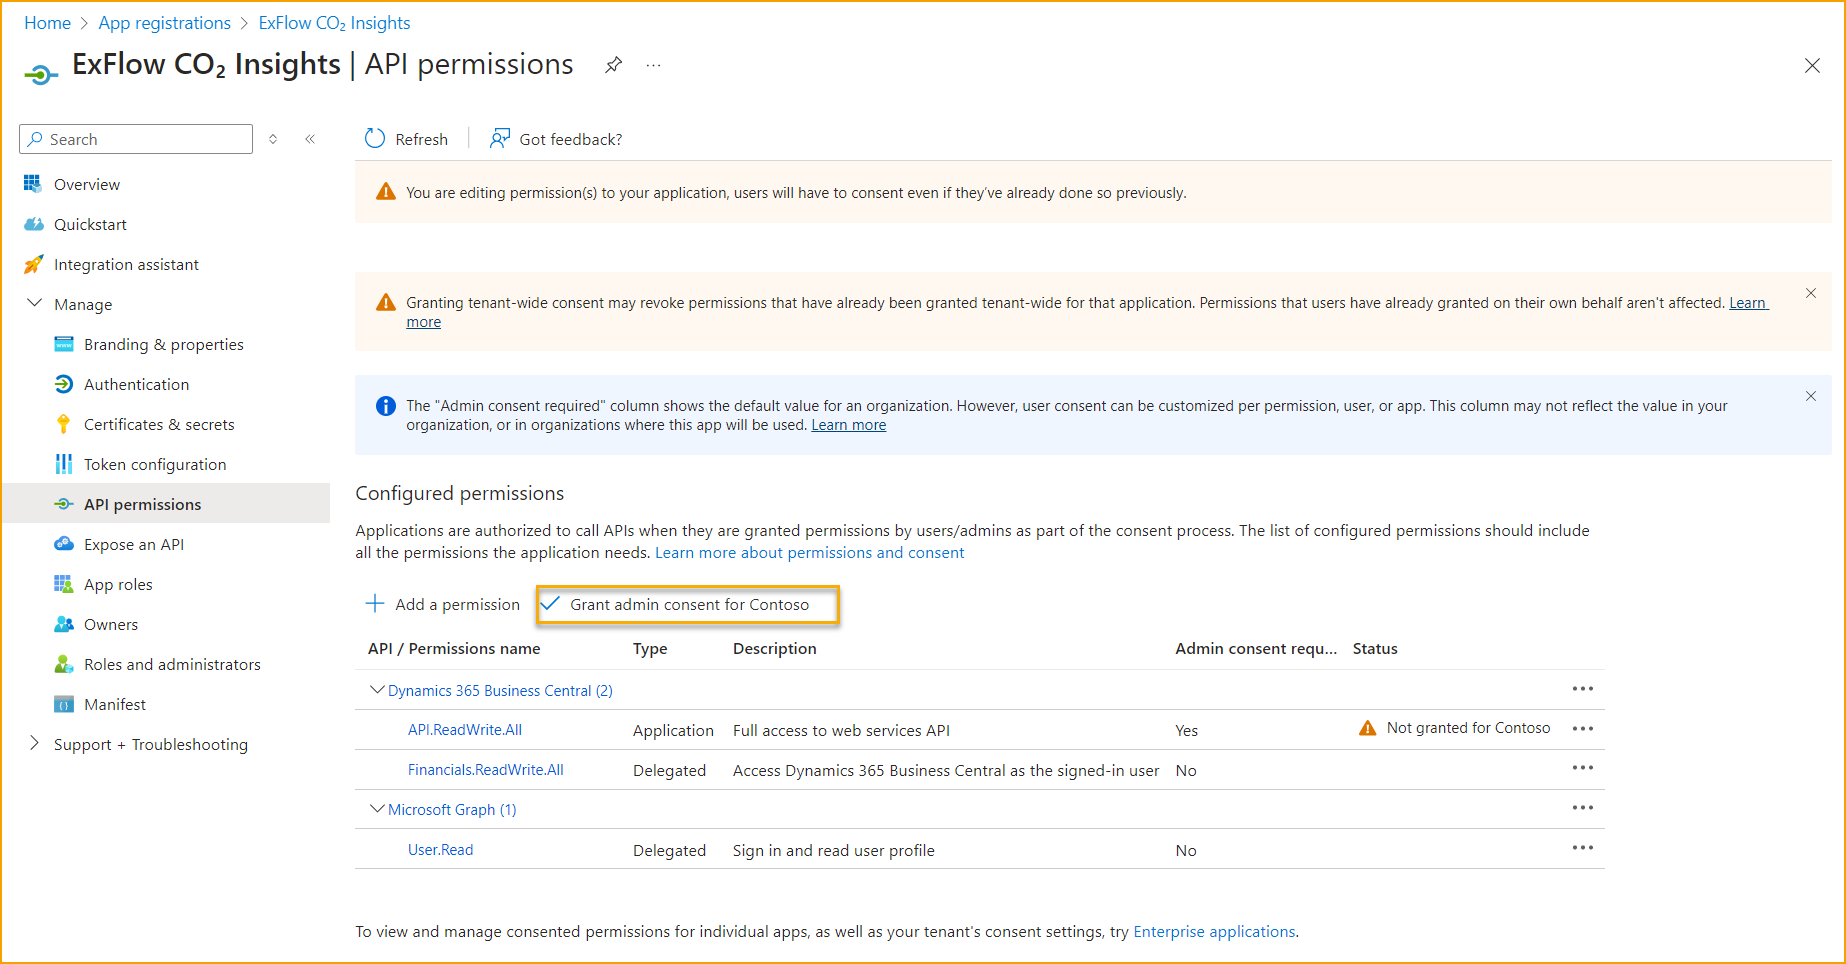 Home > App registrations > ExFlow CO₂ Insights
ExFlow CO₂ Insights | API permissions ...
Search
Refresh
Got feedback?
Overview
Quickstart
Integration assistant
Manage
Branding & properties
Authentication
Certificates & secrets
Token configuration
API permissions
Expose an API
App roles
Owners
Roles and administrators
Manifest
Support + Troubleshooting
You are editing permission(s) to your application, users will have to consent even if they've already done so previously.
Granting tenant-wide consent may revoke permissions that have already been granted tenant-wide for that application. Permissions that users have already granted on their own behalf aren't affected. Learn
more
The "Admin consent required" column shows the default value for an organization. However, user consent can be customized per permission, user, or app. This column may not reflect the value in your
organization, or in organizations where this app will be used. Learn more
Configured permissions
Applications are authorized to call APIs when they are granted permissions by users/admins as part of the consent process. The list of configured permissions should include
all the permissions the application needs. Learn more about permissions and consent
Add a permission
Grant admin consent for Contoso
API / Permissions name Type Description Admin consent requ... Status
Dynamics 365 Business Central (2)
API.ReadWrite.All Application Full access to web services API Yes Not granted for Contoso
Financials.ReadWrite.All Delegated Access Dynamics 365 Business Central as the signed-in user No
Microsoft Graph (1)
User.Read Delegated Sign in and read user profile No
To view and manage consented permissions for individual apps, as well as your tenant's consent settings, try Enterprise applications.